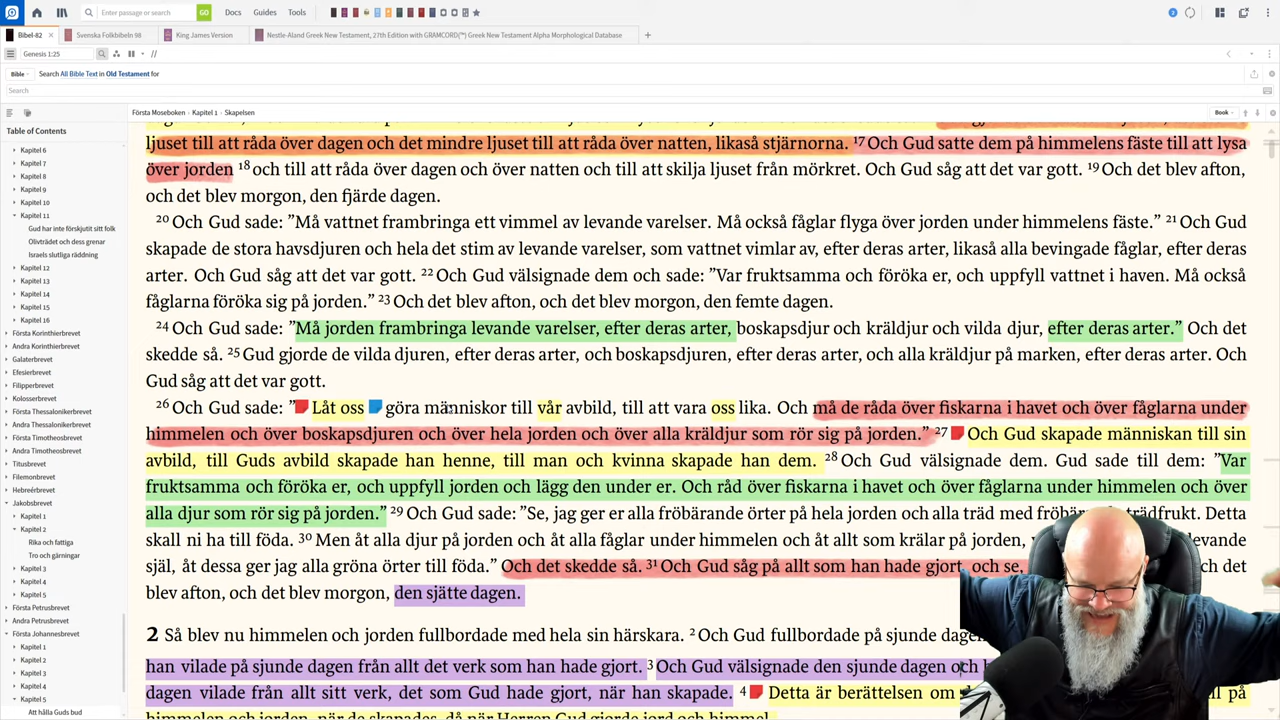 Enter passage or search
GO
Docs
Guides
Tools
2
Bibel-82
Svenska Folkbibeln 98
King James Version
Nestle-Aland Greek New Testament, 27th Edition with GRAMCORD(™) Greek New Testament Alpha Morphological Database
Genesis 1:25
Bible
Search All Bible Text in Old Testament for
Search
Första Moseboken · Kapitel 1 · Skapelsen
Book
Table of Contents
Kapitel 6
Kapitel 7
Kapitel 8
Kapitel 9
Kapitel 10
Kapitel 11
Gud har inte förskjutit sitt folk
Olivträdet och dess grenar
Israels slutliga räddning
Kapitel 12
Kapitel 13
Kapitel 14
Kapitel 15
Kapitel 16
Första Korinthierbrevet
Andra Korinthierbrevet
Galaterbrevet
Efesierbrevet
Filipperbrevet
Kolosserbrevet
Första Thessalonikerbrevet
Andra Thessalonikerbrevet
Första Timotheosbrevet
Andra Timotheosbrevet
Titusbrevet
Filemonbrevet
Hebreérbrevet
Jakobsbrevet
Kapitel 1
Kapitel 2
Rika och fattiga
Tro och gärningar
Kapitel 3
Kapitel 4
Kapitel 5
Första Petrusbrevet
Andra Petrusbrevet
Första Johannesbrevet
Kapitel 1
Kapitel 2
Kapitel 3
Kapitel 4
Kapitel 5
Att hålla Guds bud
ljuset till att råda över dagen och det mindre ljuset till att råda över natten, likaså stjärnorna. 17 Och Gud satte dem på himmelens fäste till att lysa
över jorden 18 och till att råda över dagen och över natten och till att skilja ljuset från mörkret. Och Gud såg att det var gott. 19 Och det blev afton,
och det blev morgon, den fjärde dagen.
20 Och Gud sade: ”Må vattnet frambringa ett vimmel av levande varelser. Må också fåglar flyga över jorden under himmelens fäste.” 21 Och Gud
skapade de stora havsdjuren och hela det stim av levande varelser, som vattnet vimlar av, efter deras arter, likaså alla bevingade fåglar, efter deras
arter. Och Gud såg att det var gott. 22 Och Gud välsignade dem och sade: ”Var fruktsamma och föröka er, och uppfyll vattnet i haven. Må också
fåglarna föröka sig på jorden.” 23 Och det blev afton, och det blev morgon, den femte dagen.
24 Och Gud sade: ”Må jorden frambringa levande varelser, efter deras arter, boskapsdjur och kräldjur och vilda djur, efter deras arter.” Och det
skedde så. 25 Gud gjorde de vilda djuren, efter deras arter, och boskapsdjuren, efter deras arter, och alla kräldjur på marken, efter deras arter. Och
Gud såg att det var gott.
26 Och Gud sade: ”Låt oss göra människor till vår avbild, till att vara oss lika. Och må de råda över fiskarna i havet och över fåglarna under
himmelen och över boskapsdjuren och över hela jorden och över alla kräldjur som rör sig på jorden.” 27 Och Gud skapade människan till sin
avbild, till Guds avbild skapade han henne, till man och kvinna skapade han dem. 28 Och Gud välsignade dem. Gud sade till dem: ”Var
fruktsamma och föröka er, och uppfyll jorden och lägg den under er. Och råd över fiskarna i havet och över fåglarna under himmelen och över
alla djur som rör sig på jorden.” 29 Och Gud sade: ”Se, jag ger er alla fröbärande örter på hela jorden och alla träd med trädfrukt. Detta
skall ni ha till föda. 30 Men åt alla djur på jorden och åt alla fåglar under himmelen och åt allt som krälar på jorden, levande
själ, åt dessa ger jag alla gröna örter till föda.” Och det skedde så. 31 Och Gud såg på allt som han hade gjort, och se, och det
blev afton, och det blev morgon, den sjätte dagen.
2 Så blev nu himmelen och jorden fullbordade med hela sin härskara. 2 Och Gud fullbordade på sjunde
han vilade på sjunde dagen från allt det verk som han hade gjort. 3 Och Gud välsignade den sjunde dagen
dagen vilade från allt sitt verk, det som Gud hade gjort, när han skapade. 4 Detta är berättelsen om på
himmelen och jorden, när de skapades, då när Herren Gud gjorde jord och himmel.